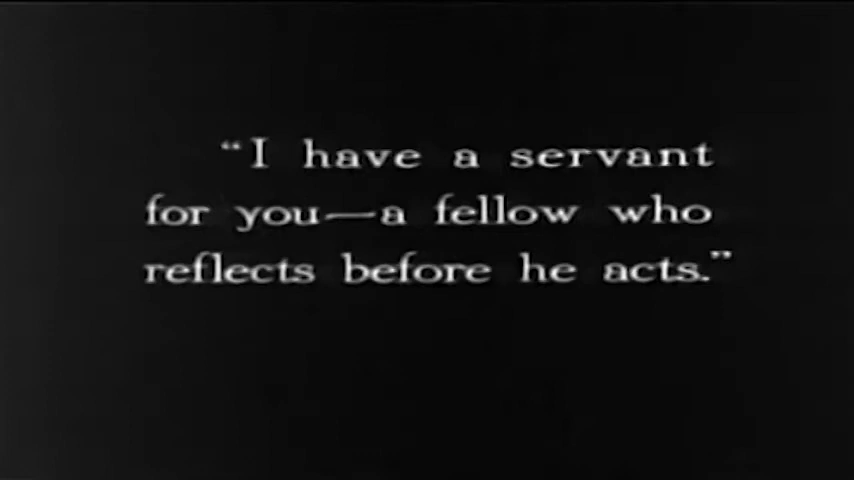 “I have a servant
for you—a fellow who
reflects before he acts.”